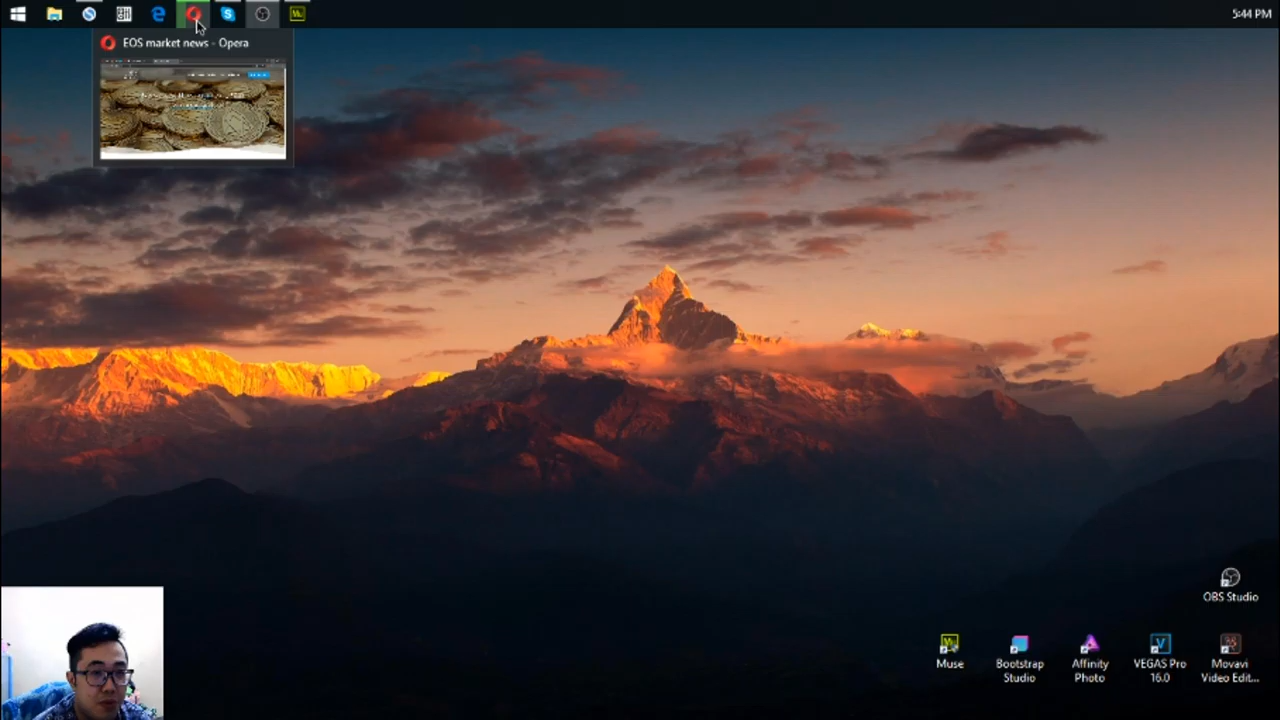 5:44 PM
EOS market news - Opera
OBS Studio
Mu
Muse
Bootstrap
Studio
Affinity
Photo
VEGAS Pro
16.0
Movavi
Video Edit...